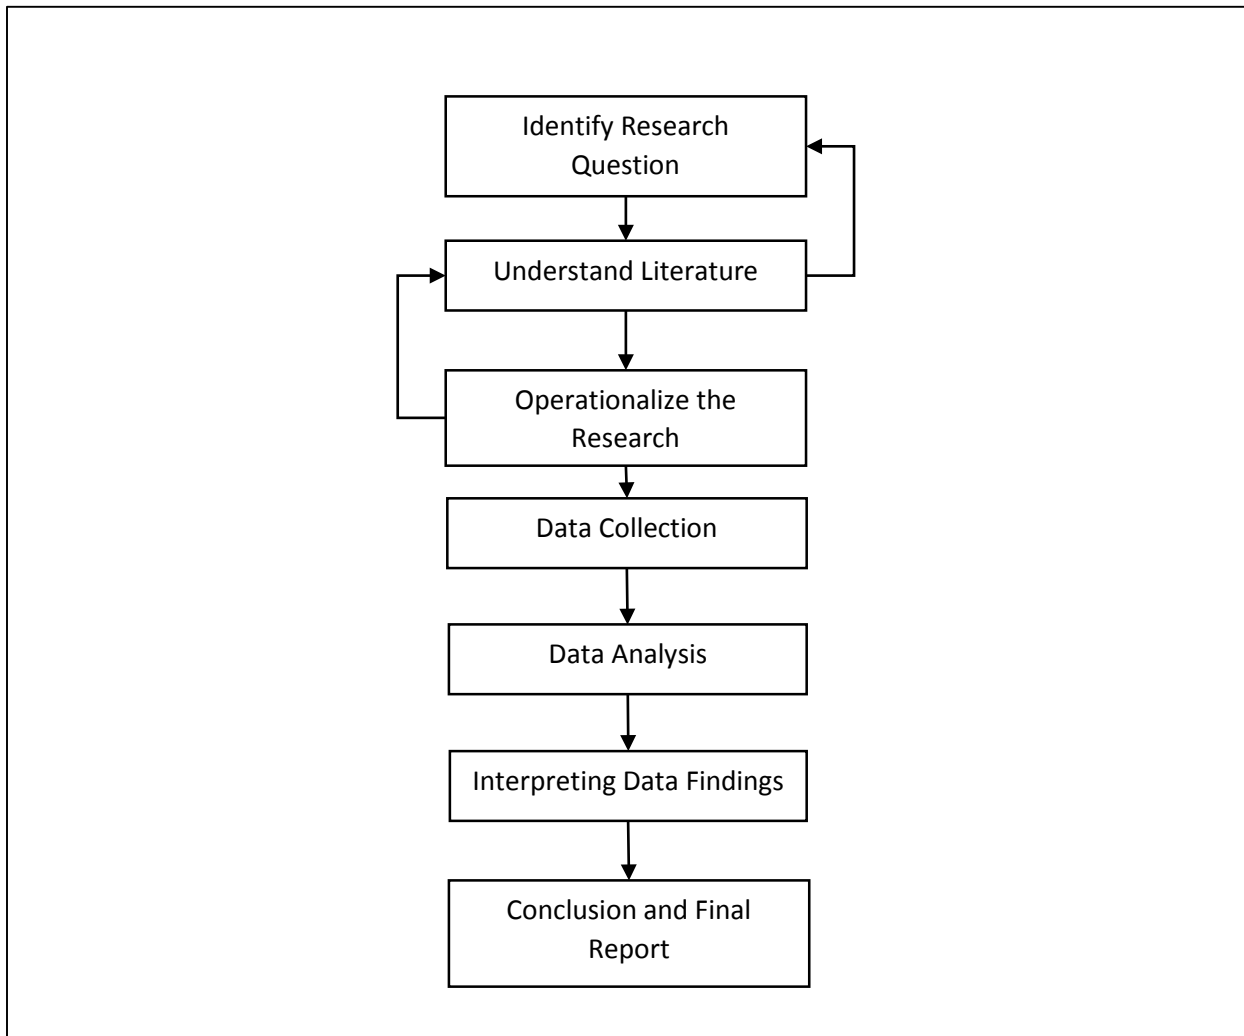 Identify Research
Question
Understand Literature
Operationalize the
Research
Data Collection
Data Analysis
Interpreting Data Findings
Conclusion and Final
Report